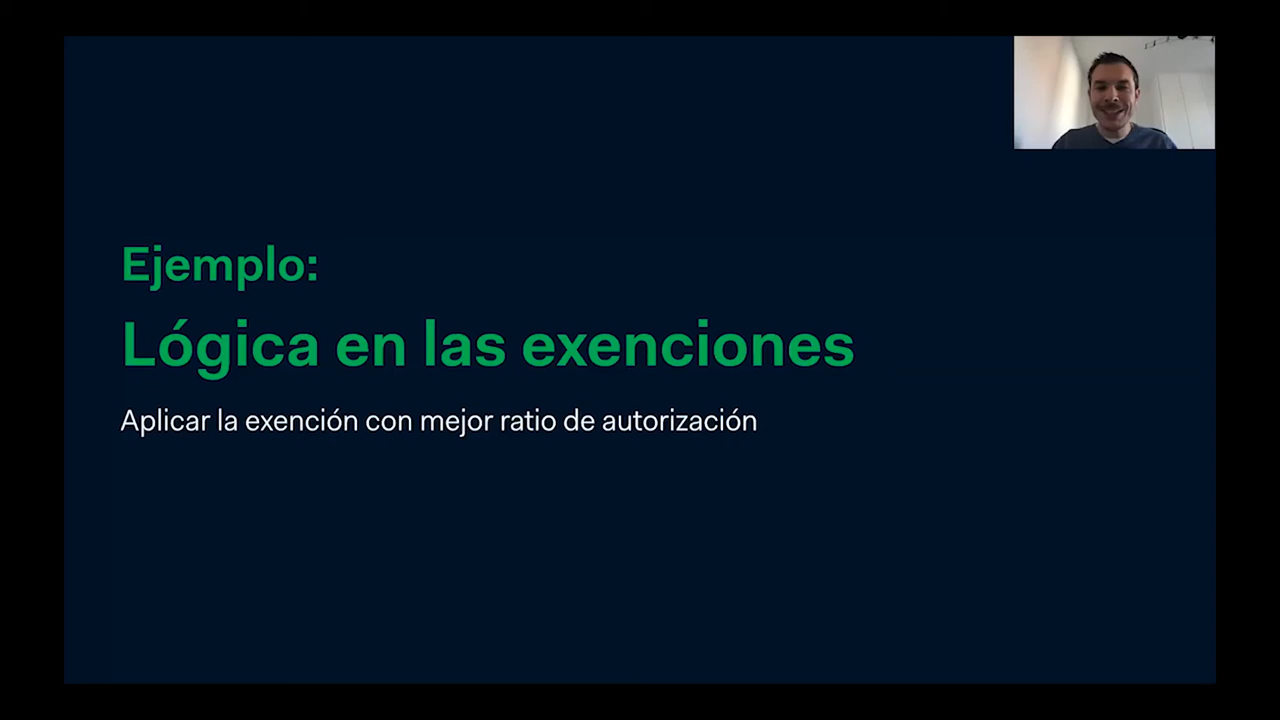 Ejemplo:
Lógica en las exenciones
Aplicar la exención con mejor ratio de autorización